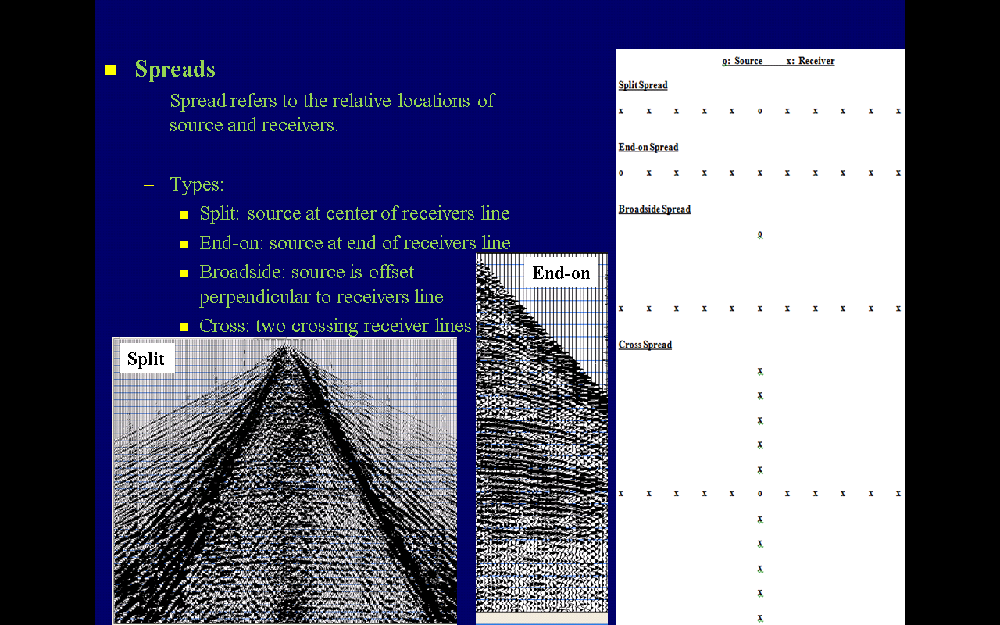 Spreads
– Spread refers to the relative locations of
source and receivers.
– Types:
Split: source at center of receivers line
End-on: source at end of receivers line
Broadside: source is offset
perpendicular to receivers line
Cross: two crossing receiver lines
Split
End-on
o: Source x: Receiver
Split Spread
x x x x x o x x x x x
End-on Spread
o x x x x x x x x x x
Broadside Spread
o
x x x x x x x x x x x
Cross Spread
x
x
x
x
x
x x x x x o x x x x x
x
x
x
x
x